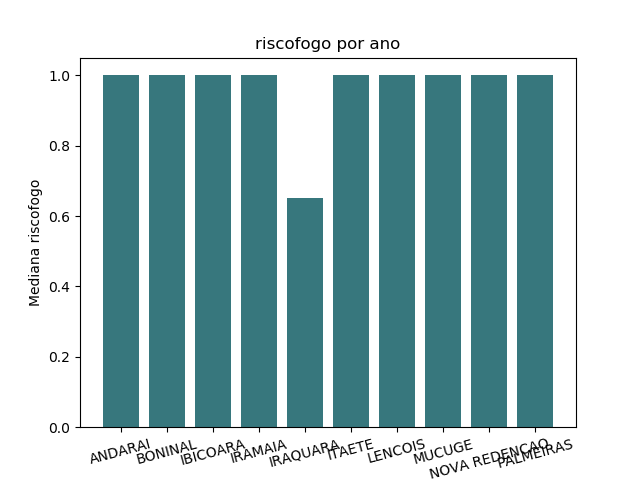 riscofogo por ano
Mediana riscofogo
1.0
0.8
0.6
0.4
0.2
0.0
ANDARAI
BONINAL
IBICOARA
IRAMAIA
IRAQUARA
ITAETE
LENCOIS
MUCUGE
NOVA REDENCAO
PALMEIRAS